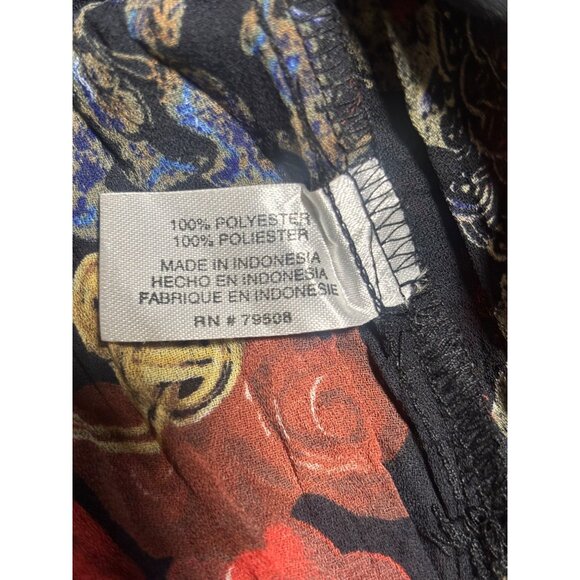 100% POLYESTER
100% POLIESTER
MADE IN INDONESIA
HECHO EN INDONESIA
FABRIQUE EN INDONESIE
RN # 79508